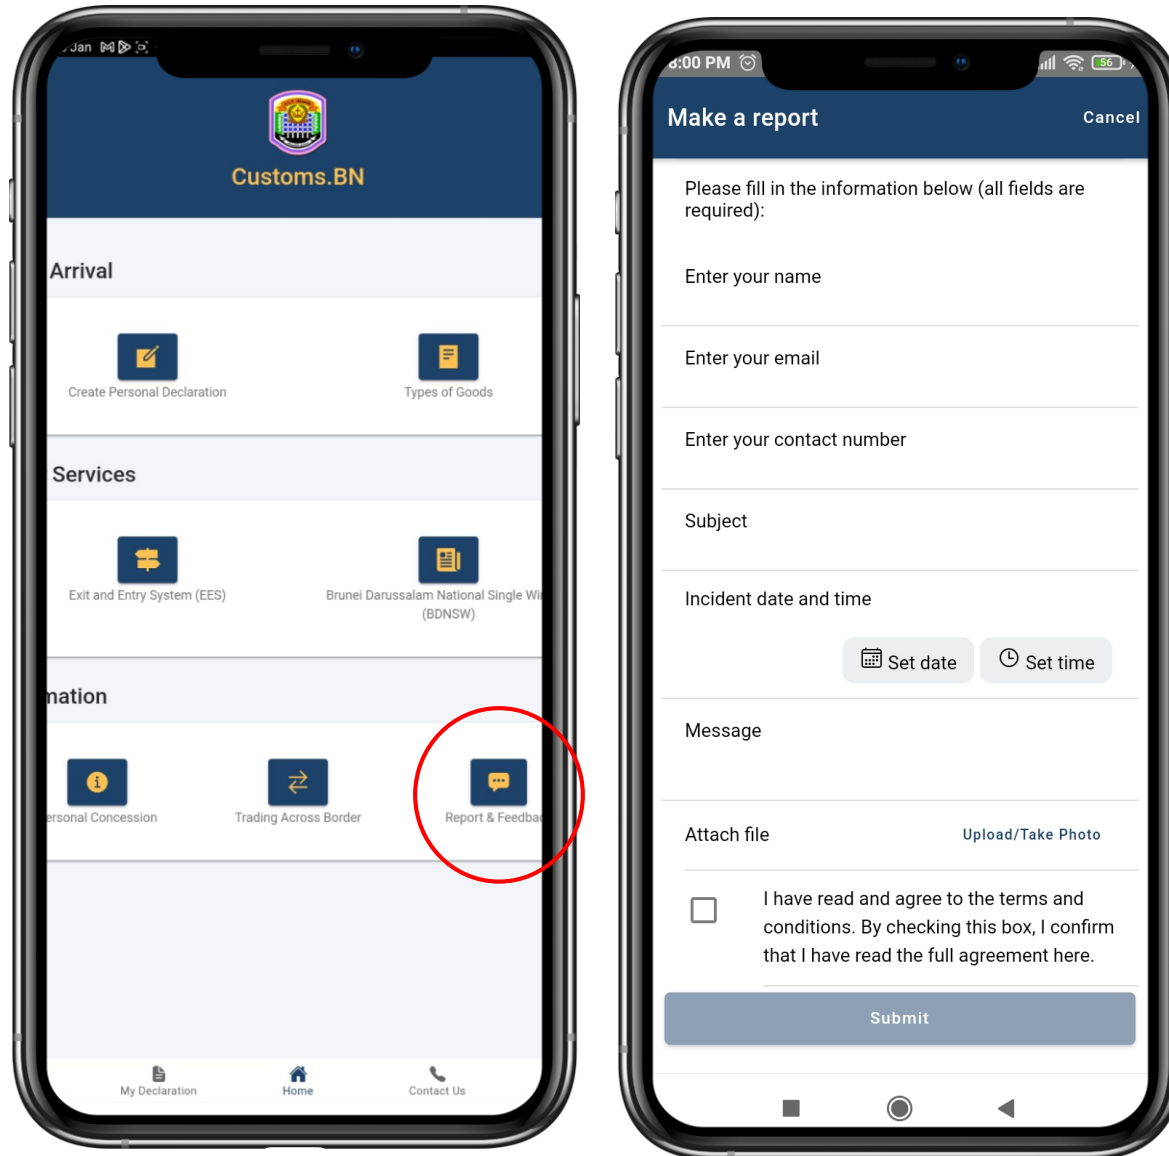 Jan
Customs.BN
Arrival
Create Personal Declaration
Types of Goods
Services
Exit and Entry System (EES)
Brunei Darussalam National Single Wi
(BDNSW)
mation
ersonal Concession
Trading Across Border
Report & Feedbac
My Declaration
Home
Contact Us
8:00 PM
56
Make a report
Cancel
Please fill in the information below (all fields are
required):
Enter your name
Enter your email
Enter your contact number
Subject
Incident date and time
Set date
Set time
Message
Attach file
Upload/Take Photo
I have read and agree to the terms and
conditions. By checking this box, I confirm
that I have read the full agreement here.
Submit